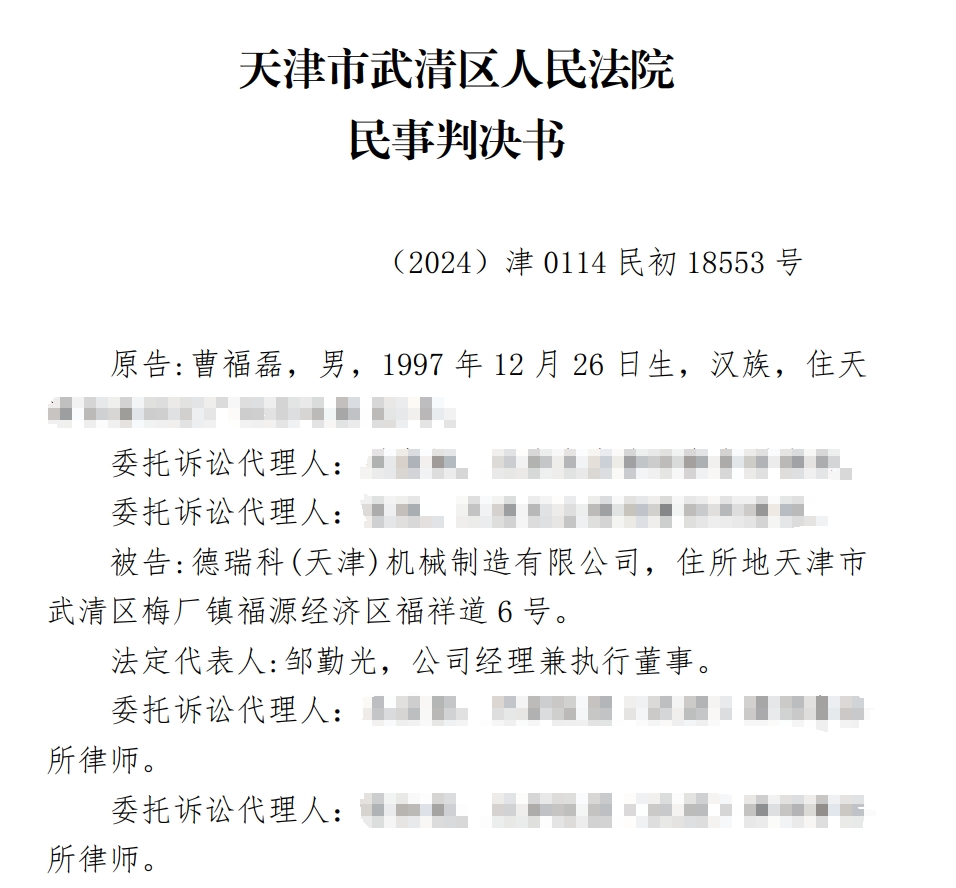 天津市武清区人民法院
民事判决书
（2024）津 0114 民初 18553 号
原告:曹福磊，男，1997 年 12 月 26 日生，汉族，住天
委托诉讼代理人：
委托诉讼代理人：
被告:德瑞科(天津)机械制造有限公司，住所地天津市
武清区梅厂镇福源经济区福祥道 6 号。
法定代表人:邹勤光，公司经理兼执行董事。
委托诉讼代理人：
所律师。
委托诉讼代理人：
所律师。